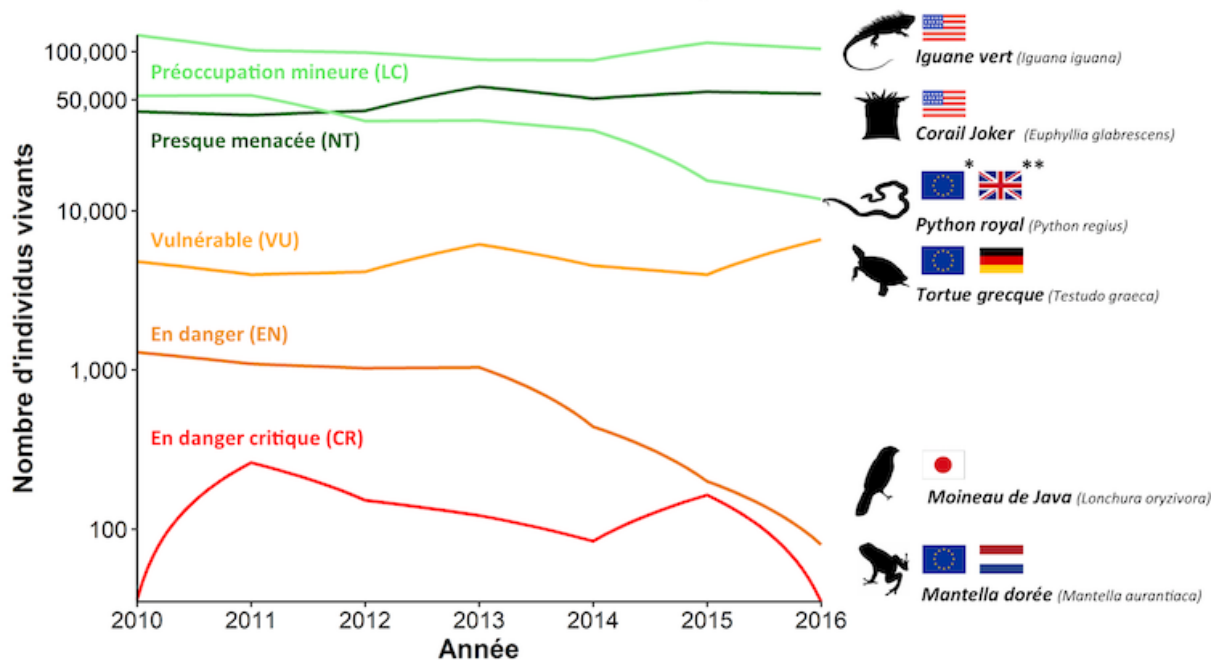 Nombre d'individus vivants
100,000
50,000
10,000
1,000
100
Préoccupation mineure (LC)
Presque menacée (NT)
Vulnérable (VU)
En danger (EN)
En danger critique (CR)
2010 2011 2012 2013 2014 2015 2016
Année
Iguane vert (Iguana iguana)
Corail Joker (Euphyllia glabrescens)
* **
Python royal (Python regius)
Tortue grecque (Testudo graeca)
Moineau de Java (Lonchura oryzivora)
Mantella dorée (Mantella aurantiaca)